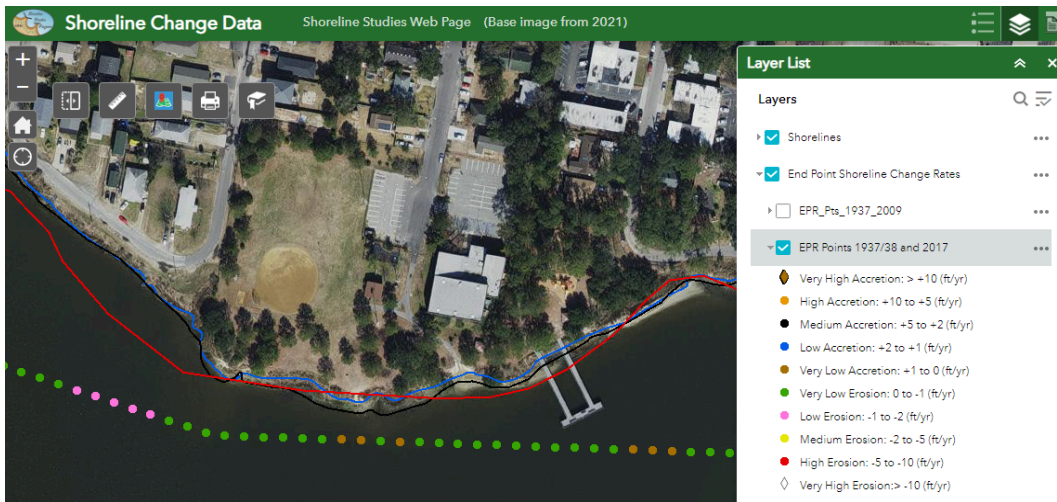 Shoreline Change Data
Shoreline Studies Web Page (Base image from 2021)
+
−
Layer List
Layers
Shorelines
End Point Shoreline Change Rates
EPR_Pts_1937_2009
EPR Points 1937/38 and 2017
Very High Accretion: > +10 (ft/yr)
High Accretion: +10 to +5 (ft/yr)
Medium Accretion: +5 to +2 (ft/yr)
Low Accretion: +2 to +1 (ft/yr)
Very Low Accretion: +1 to 0 (ft/yr)
Very Low Erosion: 0 to -1 (ft/yr)
Low Erosion: -1 to -2 (ft/yr)
Medium Erosion: -2 to -5 (ft/yr)
High Erosion: -5 to -10 (ft/yr)
Very High Erosion:> -10 (ft/yr)